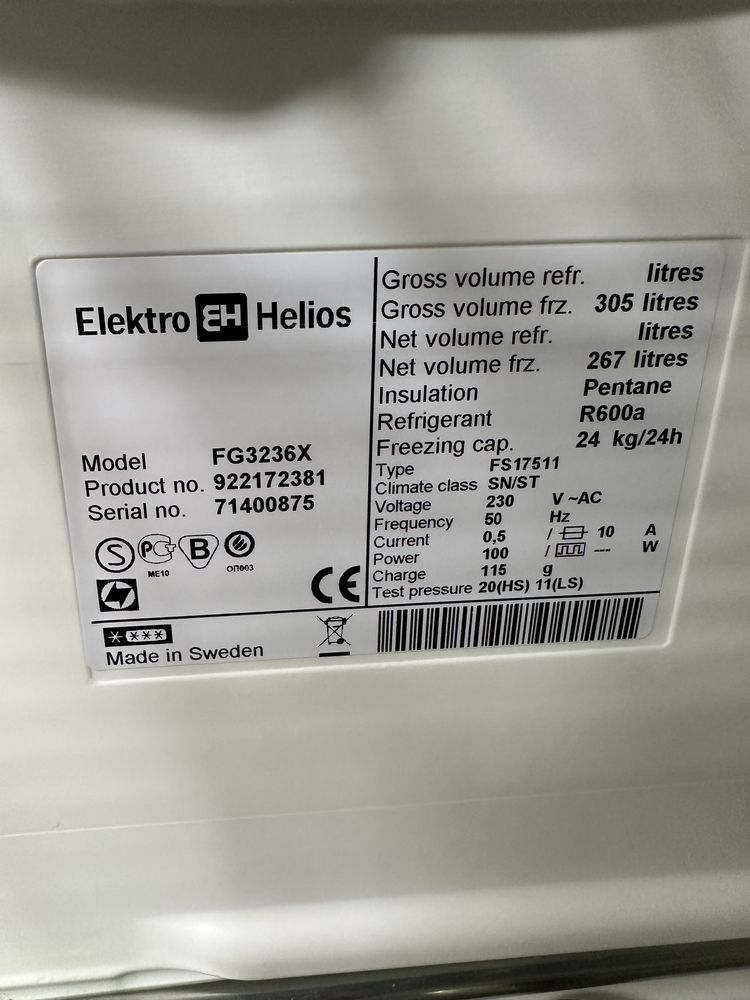 Elektro EH Helios
Model FG3236X
Product no. 922172381
Serial no. 71400875
S PCT B
ME10 ОП003
CE
****
Made in Sweden
Gross volume refr. litres
Gross volume frz. 305 litres
Net volume refr. litres
Net volume frz. 267 litres
Insulation Pentane
Refrigerant R600a
Freezing cap. 24 kg/24h
Type FS17511
Climate class SN/ST
Voltage 230 V ~AC
Frequency 50 Hz
Current 0,5 / 10 A
Power 100 / --- W
Charge 115 g
Test pressure 20(HS) 11(LS)